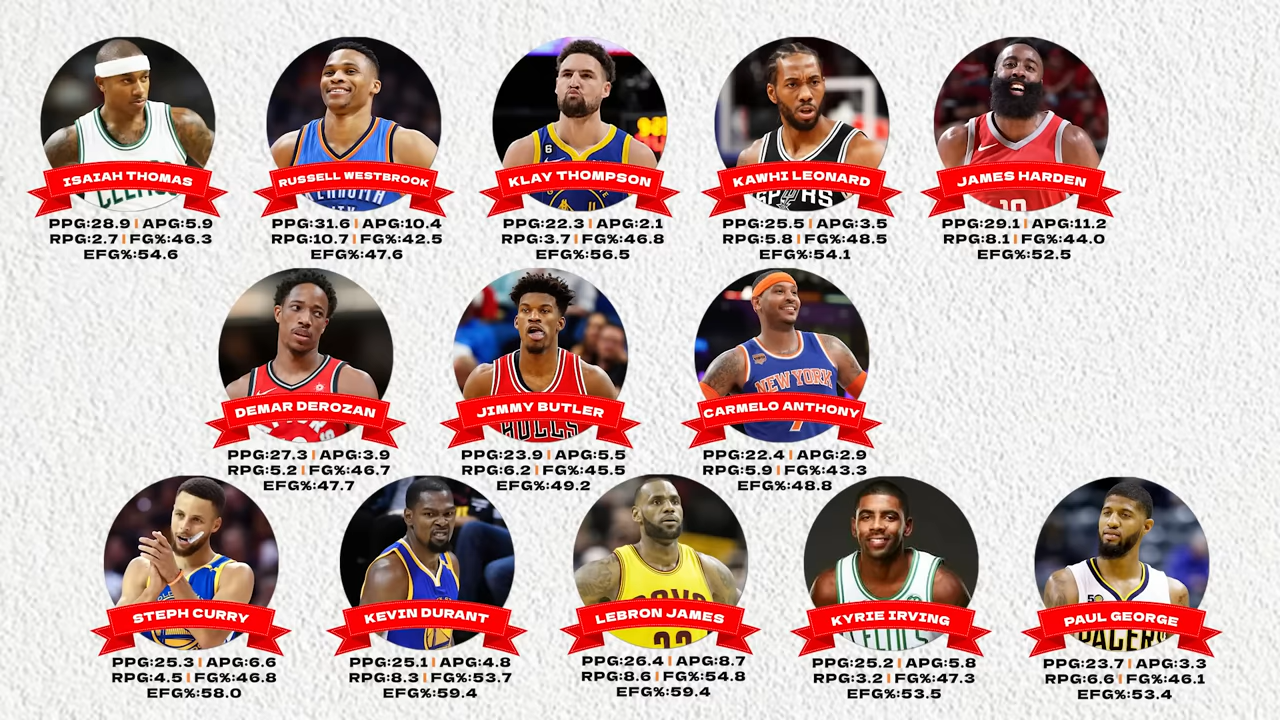 ISAIAH THOMAS
PPG:28.9 | APG:5.9
RPG:2.7 | FG%:46.3
EFG%:54.6
RUSSELL WESTBROOK
PPG:31.6 | APG:10.4
RPG:10.7 | FG%:42.5
EFG%:47.6
KLAY THOMPSON
PPG:22.3 | APG:2.1
RPG:3.7 | FG%:46.8
EFG%:56.5
KAWHI LEONARD
PPG:25.5 | APG:3.5
RPG:5.8 | FG%:48.5
EFG%:54.1
JAMES HARDEN
PPG:29.1 | APG:11.2
RPG:8.1 | FG%:44.0
EFG%:52.5
DEMAR DEROZAN
PPG:27.3 | APG:3.9
RPG:5.2 | FG%:46.7
EFG%:47.7
JIMMY BUTLER
PPG:23.9 | APG:5.5
RPG:6.2 | FG%:45.5
EFG%:49.2
NEW YORK
CARMELO ANTHONY
PPG:22.4 | APG:2.9
RPG:5.9 | FG%:43.3
EFG%:48.8
STEPH CURRY
PPG:25.3 | APG:6.6
RPG:4.5 | FG%:46.8
EFG%:58.0
KEVIN DURANT
PPG:25.1 | APG:4.8
RPG:8.3 | FG%:53.7
EFG%:59.4
LEBRON JAMES
PPG:26.4 | APG:8.7
RPG:8.6 | FG%:54.8
EFG%:59.4
KYRIE IRVING
PPG:25.2 | APG:5.8
RPG:3.2 | FG%:47.3
EFG%:53.5
PAUL GEORGE
PPG:23.7 | APG:3.3
RPG:6.6 | FG%:46.1
EFG%:53.4